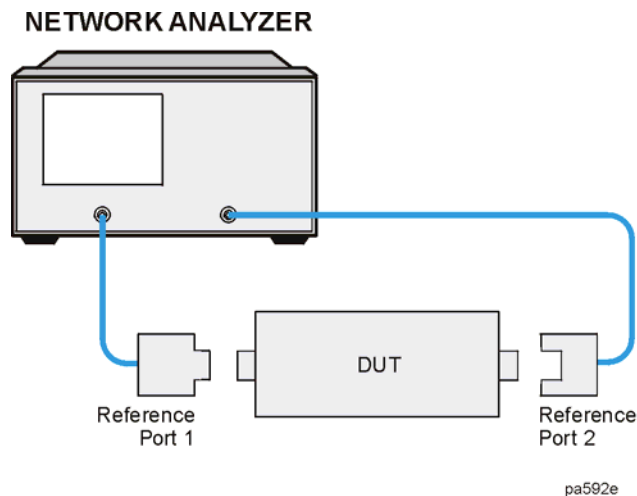 NETWORK ANALYZER
DUT
Reference
Port 1
Reference
Port 2
pa592e